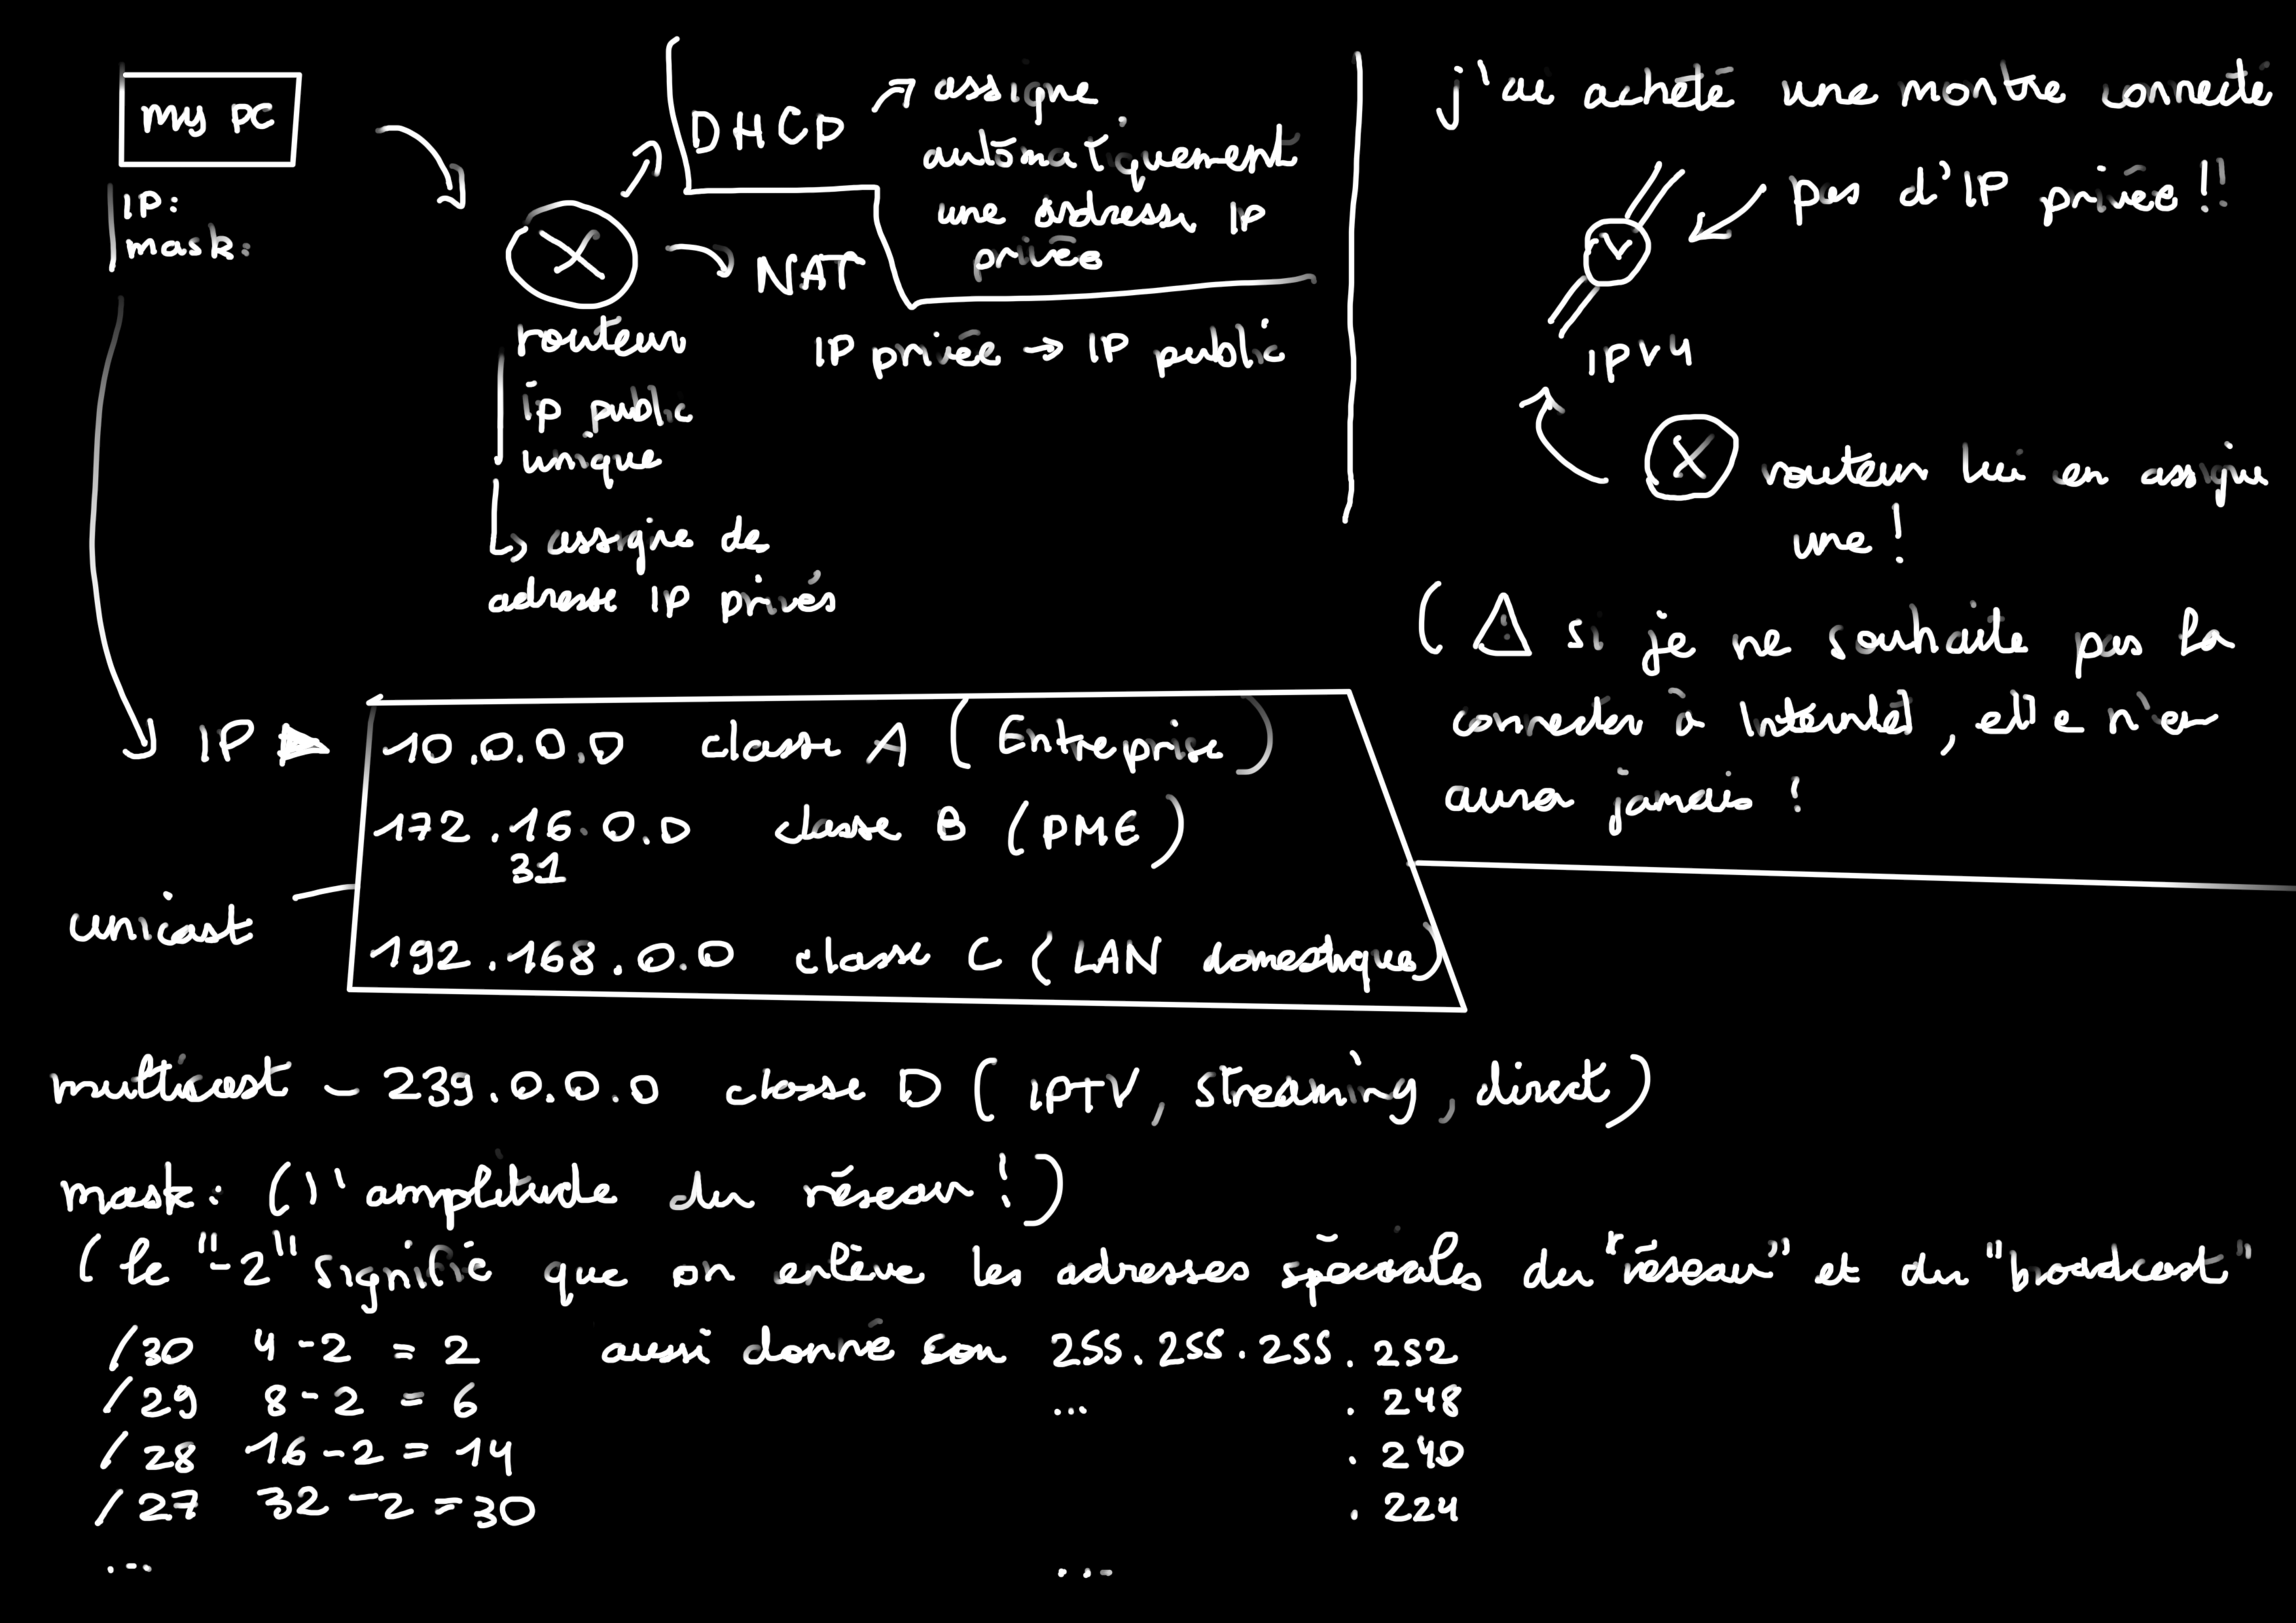 my PC
IP:
mask:
DHCP
assigne
automatiquement
une adresse IP
privée
NAT
IP privée → IP public
routeur
ip public
unique
↳ assigne de
adresse IP privés
j'ai acheté une montre connecté
pas d'IP privée !!
IPV4
routeur lui en assigne
une !
( ⚠ si je ne souhaite pas la
connecter à Internet, elle n'en
aura jamais !
IP ▶
10.0.0.0 classe A (Entreprise)
172.16.0.0 classe B (PME)
31
unicast
192.168.0.0 classe C (LAN domestique)
multicast - 239.0.0.0 classe D (IPTV, streaming, direct)
mask: (l'amplitude du réseau !)
(le "-2" signifie que on enlève les adresses spéciales du "réseau" et du "broadcast"
/30 4-2 = 2 aussi donné son 255.255.255.252
/29 8-2 = 6 ... .248
/28 16-2 = 14 .240
/27 32-2 = 30 .224
... ...